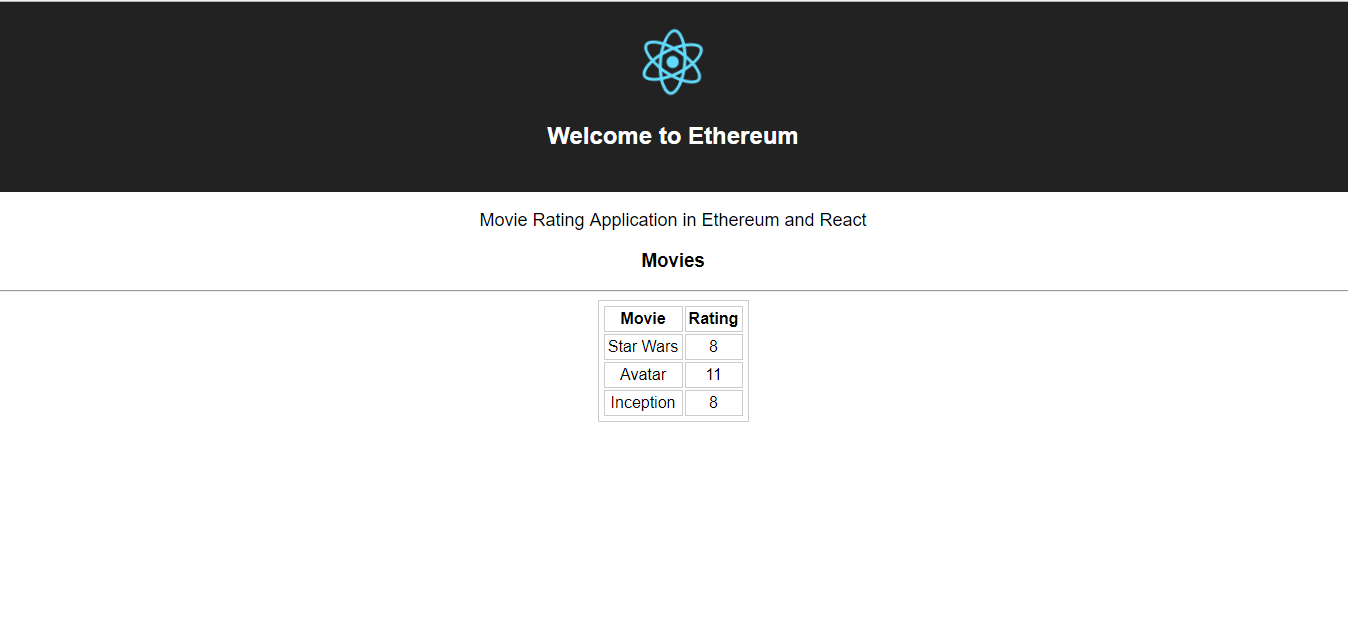 Welcome to Ethereum
Movie Rating Application in Ethereum and React
Movies
Movie Rating
Star Wars 8
Avatar 11
Inception 8